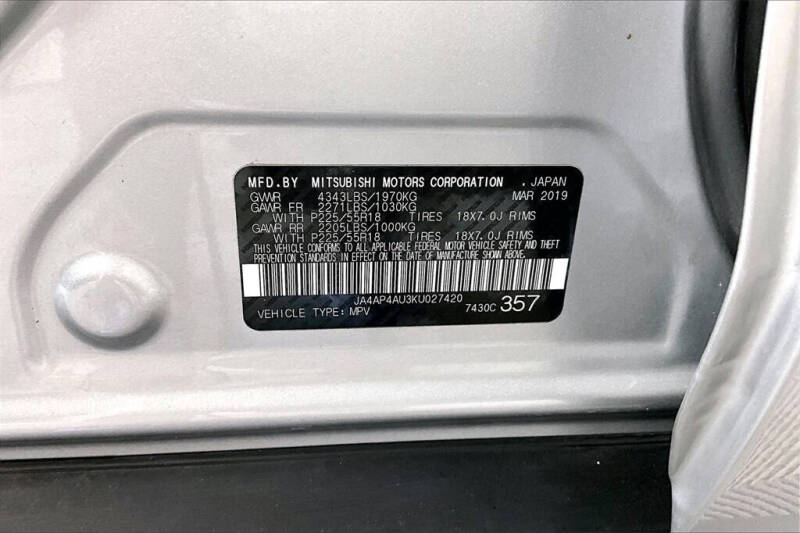 MFD.BY MITSUBISHI MOTORS CORPORATION . JAPAN
GVWR 4343LBS/1970KG MAR 2019
GAWR FR 2271LBS/1030KG
WITH P225/55R18 TIRES 18X7.0J RIMS
GAWR RR 2205LBS/1000KG
WITH P225/55R18 TIRES 18X7.0J RIMS
THIS VEHICLE CONFORMS TO ALL APPLICABLE FEDERAL MOTOR VEHICLE SAFETY AND THEFT
PREVENTION STANDARDS IN EFFECT ON THE DATE OF MANUFACTURE SHOWN ABOVE.
JA4AP4AU3KU027420
VEHICLE TYPE: MPV 7430C 357